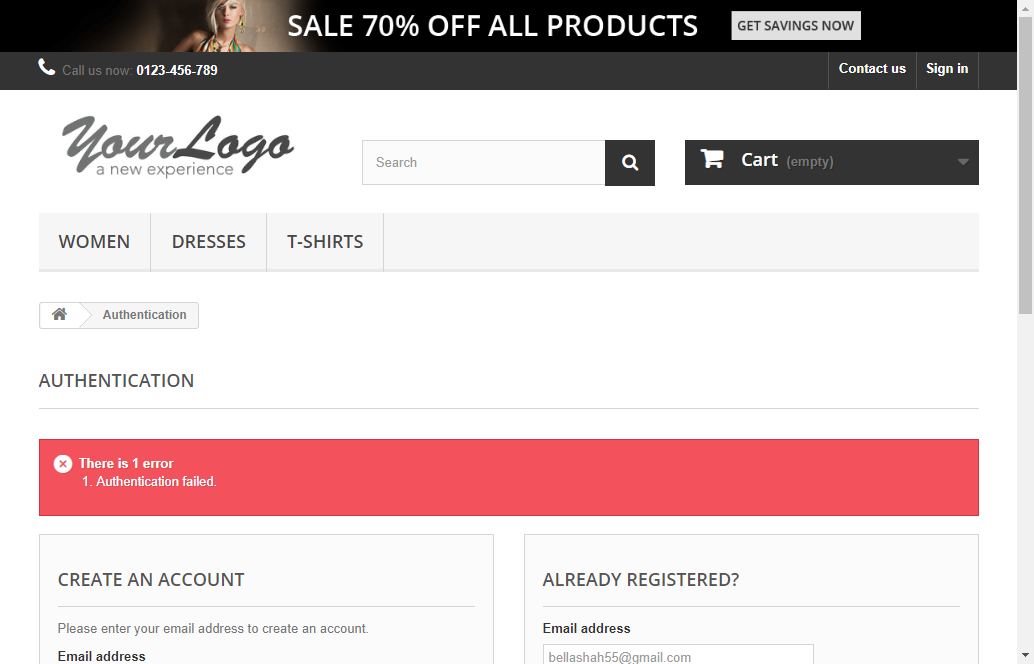 SALE 70% OFF ALL PRODUCTS GET SAVINGS NOW
Call us now: 0123-456-789 Contact us Sign in
YourLogo
a new experience
Search
Cart (empty)
WOMEN DRESSES T-SHIRTS
Authentication
AUTHENTICATION
There is 1 error
1. Authentication failed.
CREATE AN ACCOUNT
Please enter your email address to create an account.
Email address
ALREADY REGISTERED?
Email address
bellashah55@gmail.com